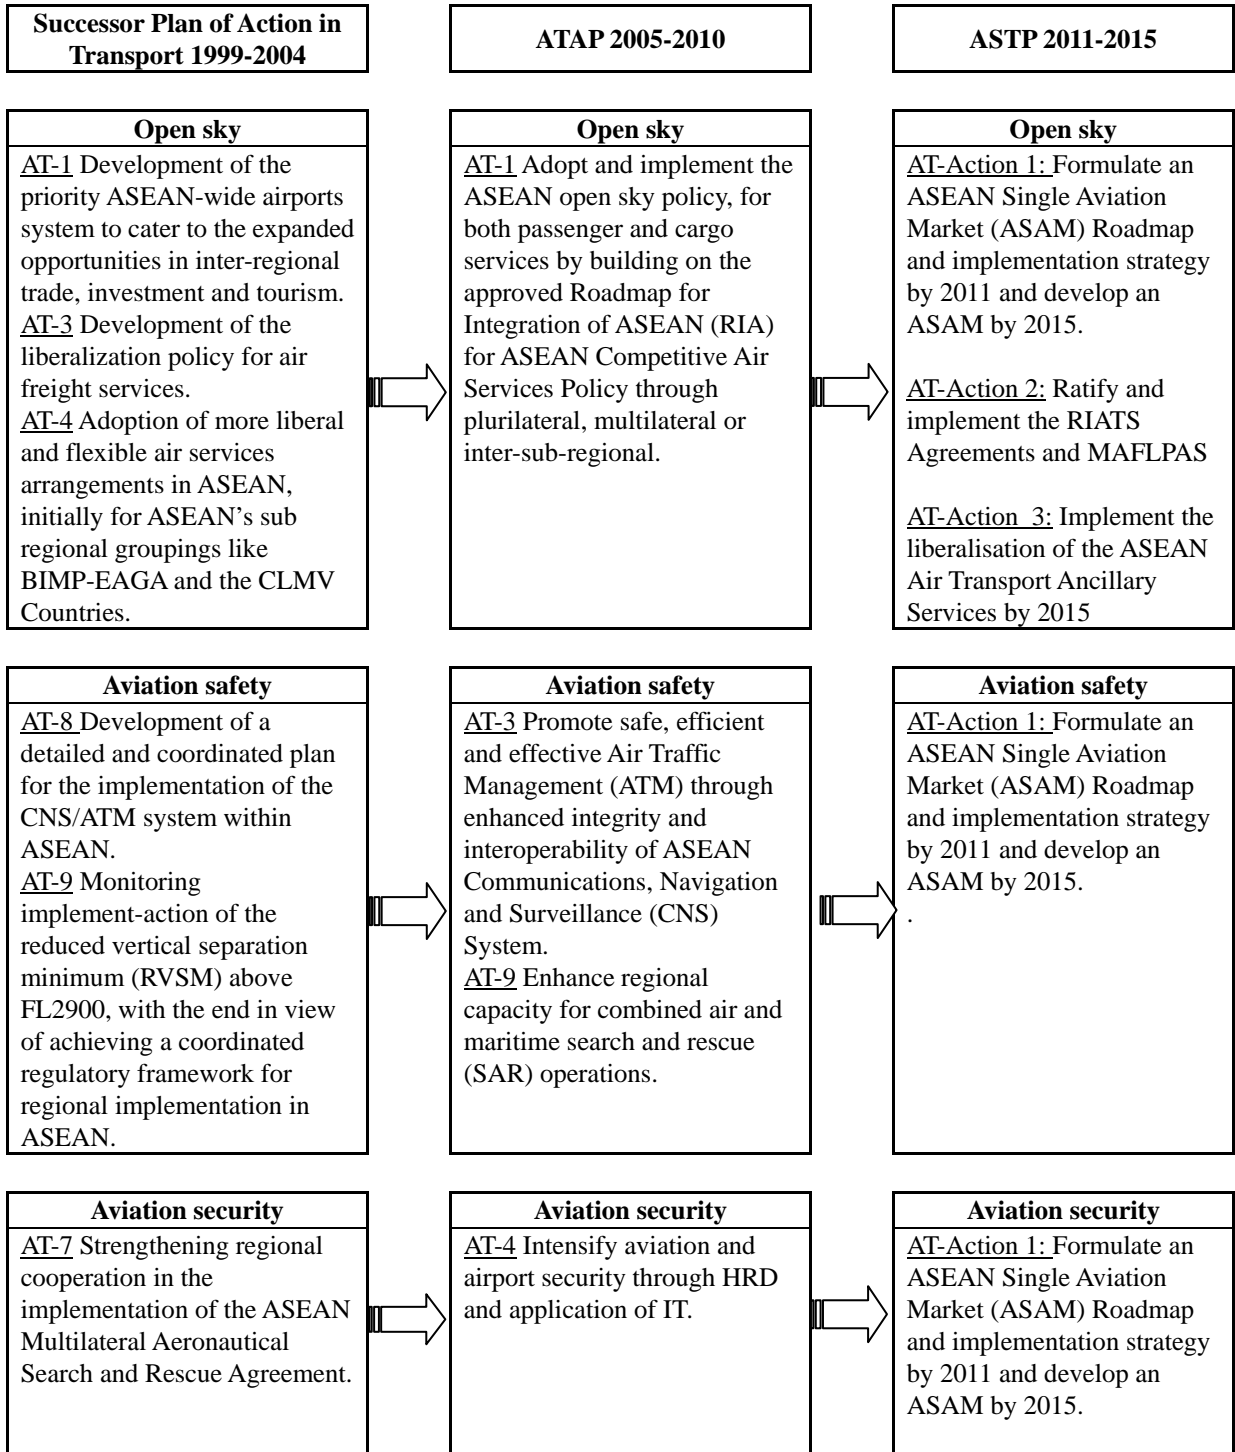 Successor Plan of Action in
Transport 1999-2004
ATAP 2005-2010
ASTP 2011-2015
Open sky
AT-1 Development of the
priority ASEAN-wide airports
system to cater to the expanded
opportunities in inter-regional
trade, investment and tourism.
AT-3 Development of the
liberalization policy for air
freight services.
AT-4 Adoption of more liberal
and flexible air services
arrangements in ASEAN,
initially for ASEAN's sub
regional groupings like
BIMP-EAGA and the CLMV
Countries.
Open sky
AT-1 Adopt and implement the
ASEAN open sky policy, for
both passenger and cargo
services by building on the
approved Roadmap for
Integration of ASEAN (RIA)
for ASEAN Competitive Air
Services Policy through
plurilateral, multilateral or
inter-sub-regional.
Open sky
AT-Action 1: Formulate an
ASEAN Single Aviation
Market (ASAM) Roadmap
and implementation strategy
by 2011 and develop an
ASAM by 2015.
AT-Action 2: Ratify and
implement the RIATS
Agreements and MAFLPAS
AT-Action 3: Implement the
liberalisation of the ASEAN
Air Transport Ancillary
Services by 2015
Aviation safety
AT-8 Development of a
detailed and coordinated plan
for the implementation of the
CNS/ATM system within
ASEAN.
AT-9 Monitoring
implement-action of the
reduced vertical separation
minimum (RVSM) above
FL2900, with the end in view
of achieving a coordinated
regulatory framework for
regional implementation in
ASEAN.
Aviation safety
AT-3 Promote safe, efficient
and effective Air Traffic
Management (ATM) through
enhanced integrity and
interoperability of ASEAN
Communications, Navigation
and Surveillance (CNS)
System.
AT-9 Enhance regional
capacity for combined air and
maritime search and rescue
(SAR) operations.
Aviation safety
AT-Action 1: Formulate an
ASEAN Single Aviation
Market (ASAM) Roadmap
and implementation strategy
by 2011 and develop an
ASAM by 2015.
.
Aviation security
AT-7 Strengthening regional
cooperation in the
implementation of the ASEAN
Multilateral Aeronautical
Search and Rescue Agreement.
Aviation security
AT-4 Intensify aviation and
airport security through HRD
and application of IT.
Aviation security
AT-Action 1: Formulate an
ASEAN Single Aviation
Market (ASAM) Roadmap
and implementation strategy
by 2011 and develop an
ASAM by 2015.